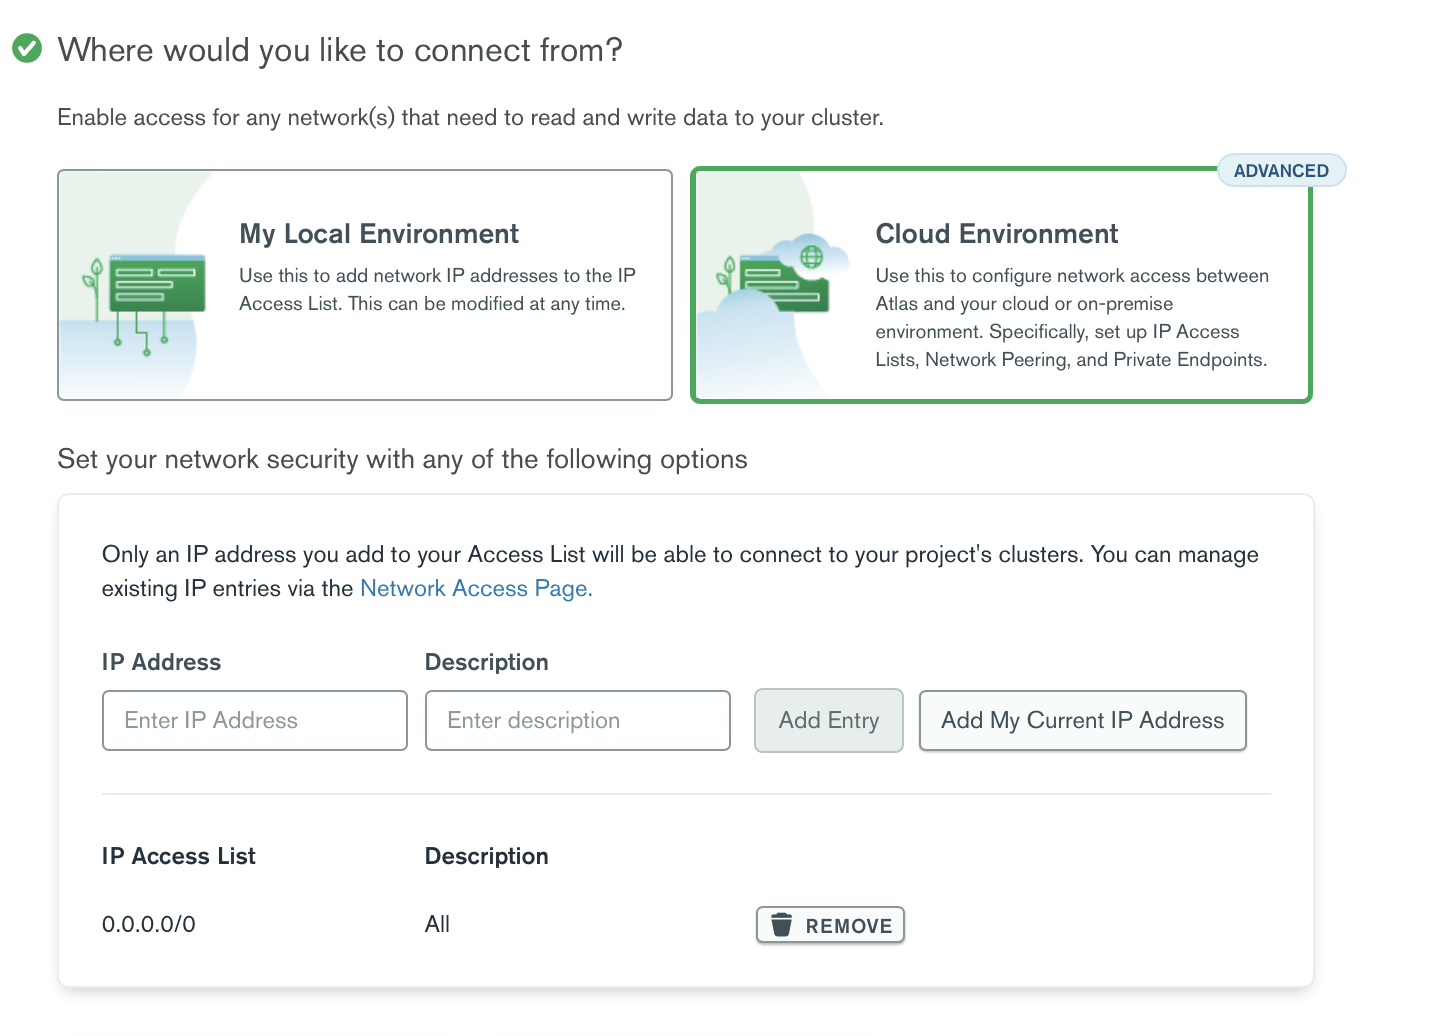 Where would you like to connect from?
Enable access for any network(s) that need to read and write data to your cluster.
ADVANCED
My Local Environment
Use this to add network IP addresses to the IP
Access List. This can be modified at any time.
Cloud Environment
Use this to configure network access between
Atlas and your cloud or on-premise
environment. Specifically, set up IP Access
Lists, Network Peering, and Private Endpoints.
Set your network security with any of the following options
Only an IP address you add to your Access List will be able to connect to your project's clusters. You can manage
existing IP entries via the Network Access Page.
IP Address Description
Enter IP Address Enter description Add Entry Add My Current IP Address
IP Access List Description
0.0.0.0/0 All REMOVE